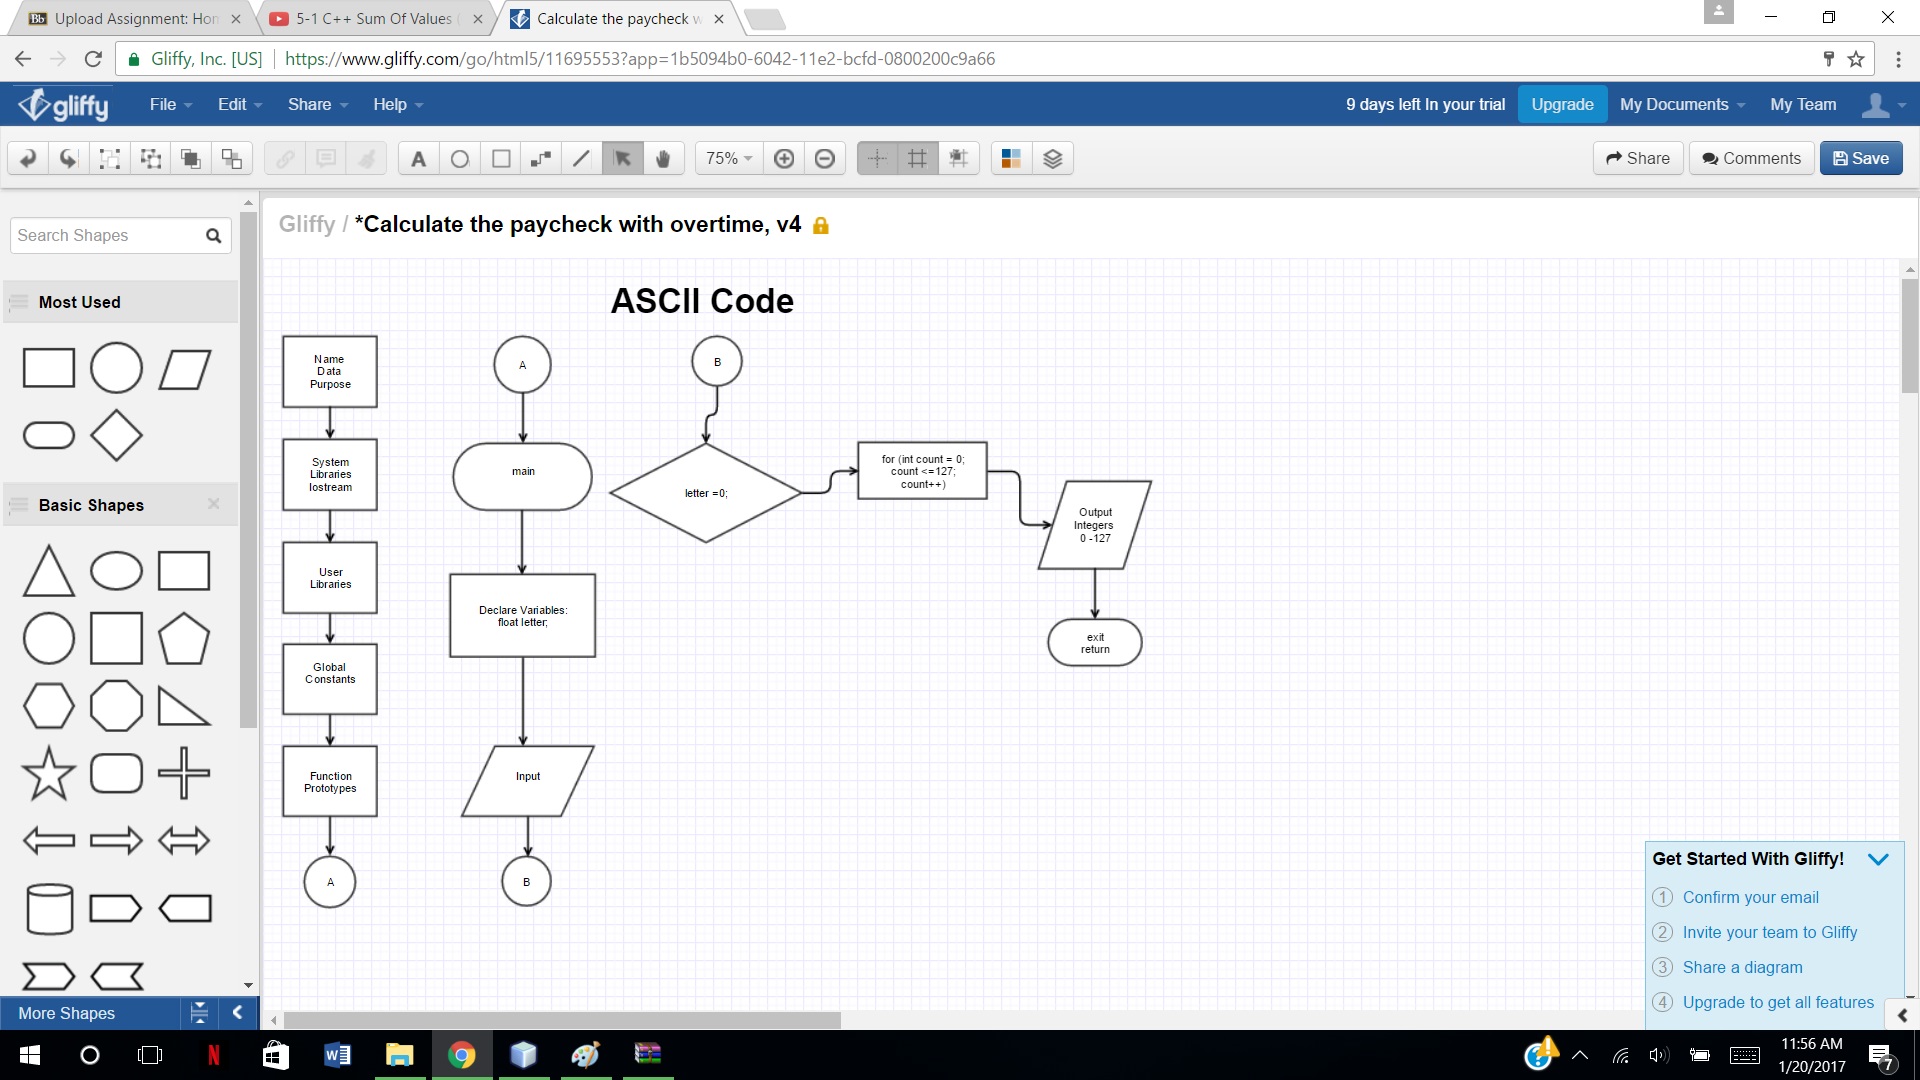 Bb Upload Assignment: Hom
5-1 C++ Sum Of Values
Calculate the paycheck w
Gliffy, Inc. [US] https://www.gliffy.com/go/html5/11695553?app=1b5094b0-6042-11e2-bcfd-0800200c9a66
gliffy File Edit Share Help 9 days left In your trial Upgrade My Documents My Team
A 75% Share Comments Save
Search Shapes
Gliffy / *Calculate the paycheck with overtime, v4
Most Used
Basic Shapes
More Shapes
ASCII Code
Name
Data
Purpose
System
Libraries
Iostream
User
Libraries
Global
Constants
Function
Prototypes
A
A
main
Declare Variables:
float letter;
Input
B
B
letter =0;
for (int count = 0;
count <=127;
count++)
Output
Integers
0 -127
exit
return
Get Started With Gliffy!
1 Confirm your email
2 Invite your team to Gliffy
3 Share a diagram
4 Upgrade to get all features
11:56 AM
1/20/2017
7